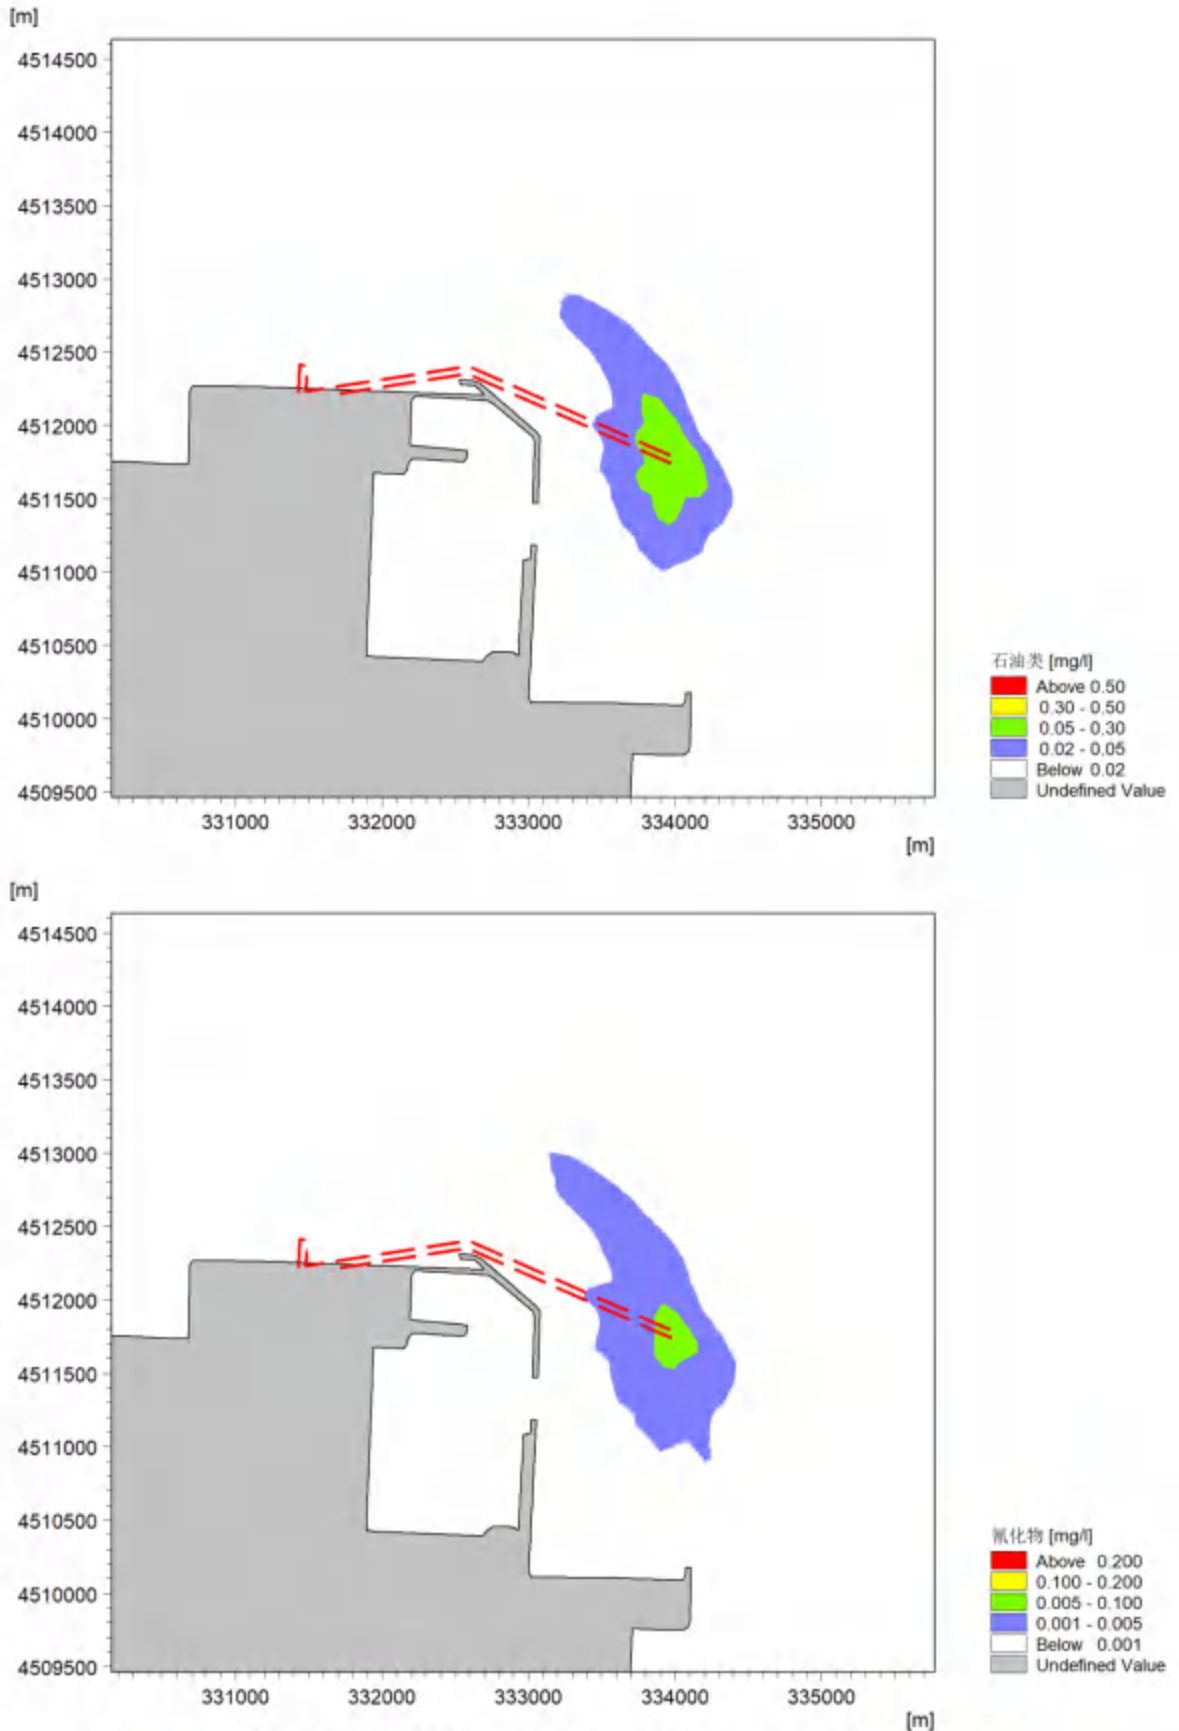 [m]
4514500
4514000
4513500
4513000
4512500
4512000
4511500
4511000
4510500
4510000
4509500
331000 332000 333000 334000 335000
[m]
石油类 [mg/l]
Above 0.50
0.30 - 0.50
0.05 - 0.30
0.02 - 0.05
Below 0.02
Undefined Value
[m]
4514500
4514000
4513500
4513000
4512500
4512000
4511500
4511000
4510500
4510000
4509500
331000 332000 333000 334000 335000
[m]
氰化物 [mg/l]
Above 0.200
0.100 - 0.200
0.005 - 0.100
0.001 - 0.005
Below 0.001
Undefined Value